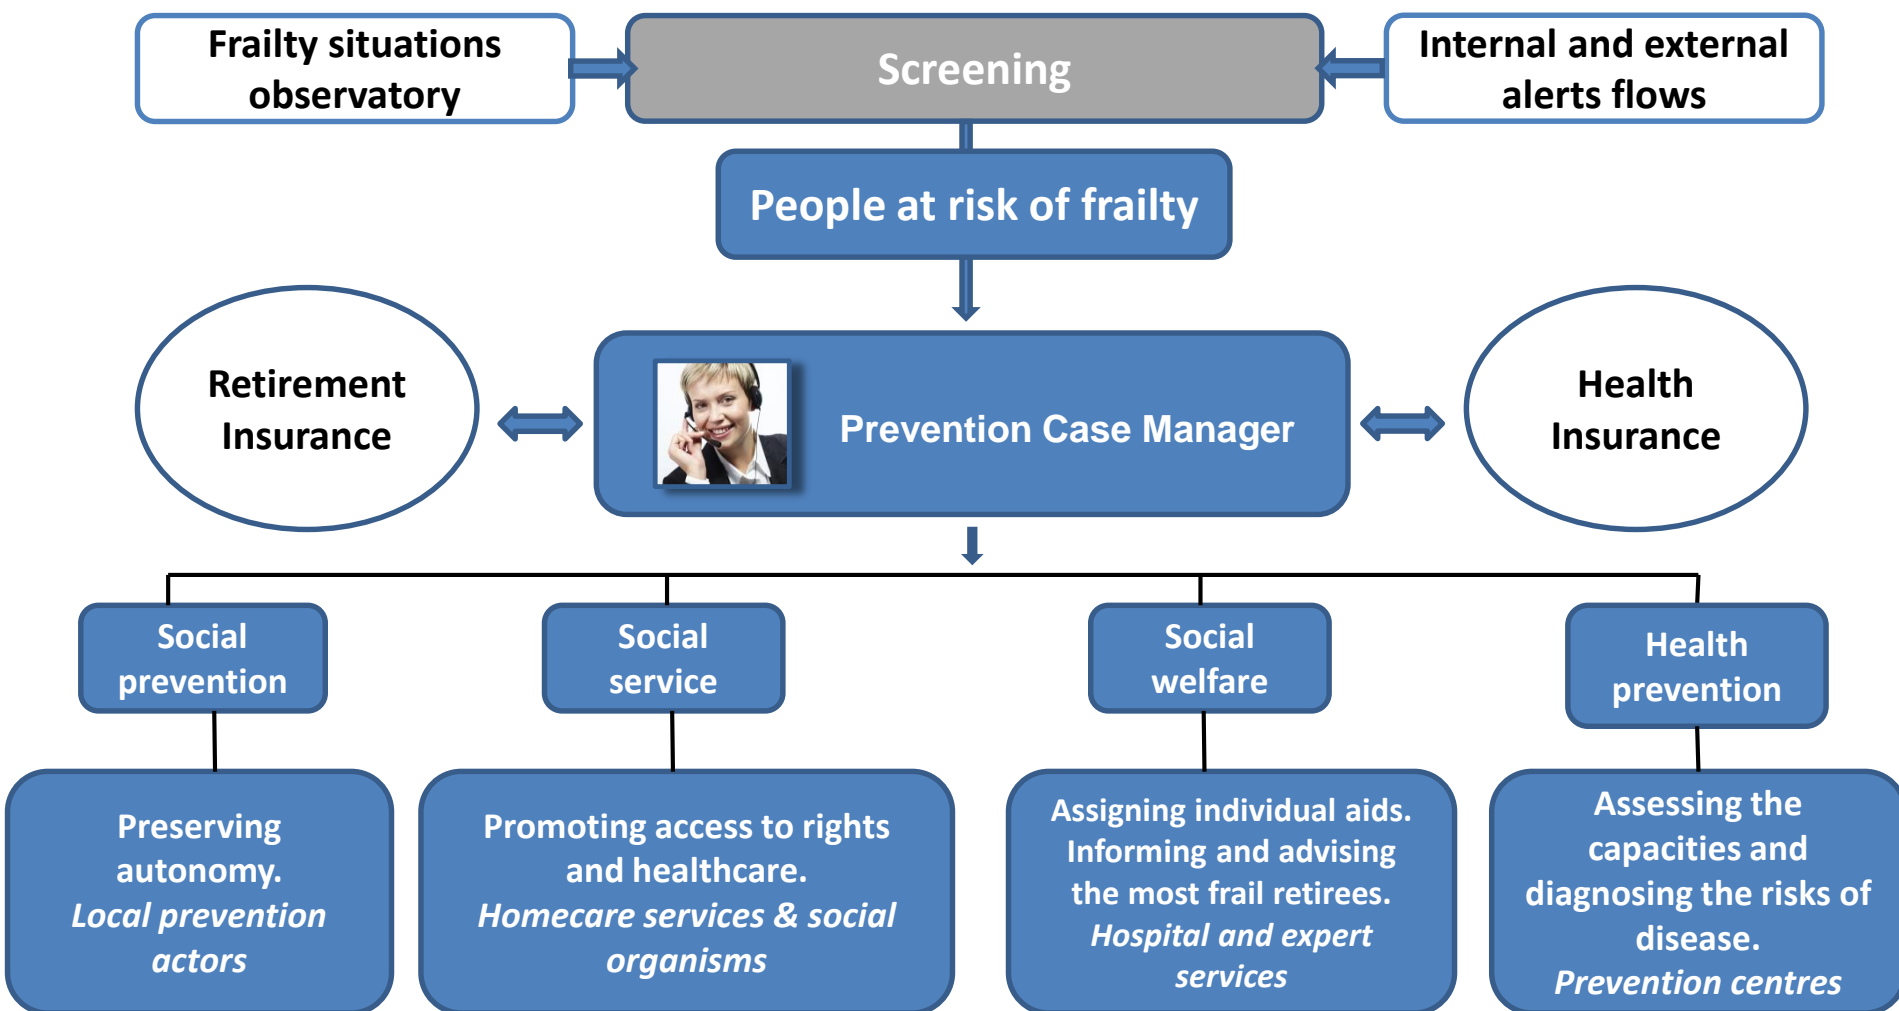 Frailty situations
observatory
Screening
Internal and external
alerts flows
People at risk of frailty
Retirement
Insurance
Prevention Case Manager
Health
Insurance
Social
prevention
Social
service
Social
welfare
Health
prevention
Preserving
autonomy.
Local prevention
actors
Promoting access to rights
and healthcare.
Homecare services & social
organisms
Assigning individual aids.
Informing and advising
the most frail retirees.
Hospital and expert
services
Assessing the
capacities and
diagnosing the risks of
disease.
Prevention centres